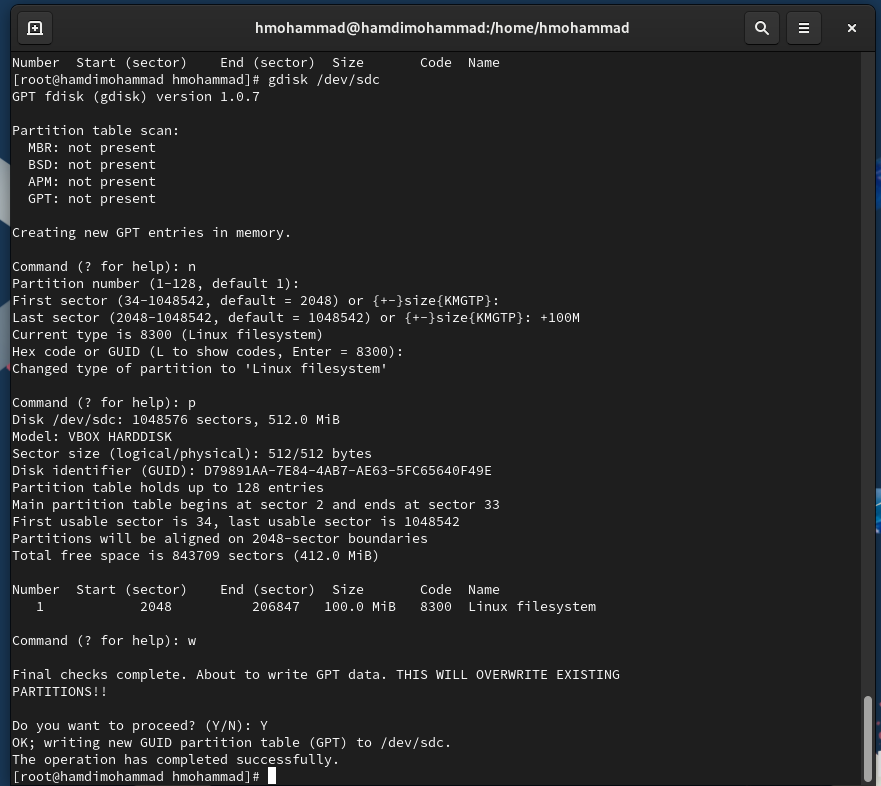 hmohammad@hamdimohammad:/home/hmohammad
Number  Start (sector)    End (sector)  Size       Code  Name
[root@hamdimohammad hmohammad]# gdisk /dev/sdc
GPT fdisk (gdisk) version 1.0.7

Partition table scan:
  MBR: not present
  BSD: not present
  APM: not present
  GPT: not present

Creating new GPT entries in memory.

Command (? for help): n
Partition number (1-128, default 1):
First sector (34-1048542, default = 2048) or {+-}size{KMGTP}:
Last sector (2048-1048542, default = 1048542) or {+-}size{KMGTP}: +100M
Current type is 8300 (Linux filesystem)
Hex code or GUID (L to show codes, Enter = 8300):
Changed type of partition to 'Linux filesystem'

Command (? for help): p
Disk /dev/sdc: 1048576 sectors, 512.0 MiB
Model: VBOX HARDDISK
Sector size (logical/physical): 512/512 bytes
Disk identifier (GUID): D79891AA-7E84-4AB7-AE63-5FC65640F49E
Partition table holds up to 128 entries
Main partition table begins at sector 2 and ends at sector 33
First usable sector is 34, last usable sector is 1048542
Partitions will be aligned on 2048-sector boundaries
Total free space is 843709 sectors (412.0 MiB)

Number  Start (sector)    End (sector)  Size       Code  Name
   1            2048          206847   100.0 MiB   8300  Linux filesystem

Command (? for help): w

Final checks complete. About to write GPT data. THIS WILL OVERWRITE EXISTING
PARTITIONS!!

Do you want to proceed? (Y/N): Y
OK; writing new GUID partition table (GPT) to /dev/sdc.
The operation has completed successfully.
[root@hamdimohammad hmohammad]#